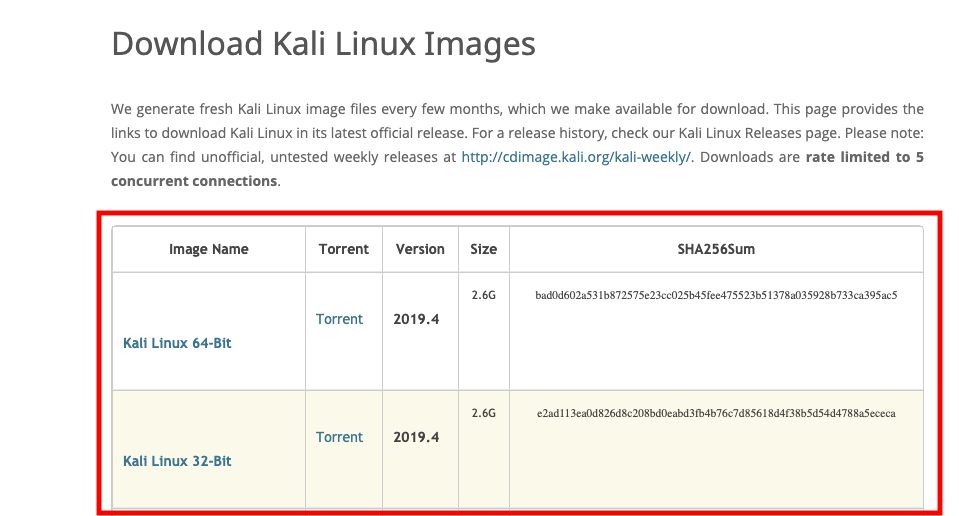 Download Kali Linux Images
We generate fresh Kali Linux image files every few months, which we make available for download. This page provides the
links to download Kali Linux in its latest official release. For a release history, check our Kali Linux Releases page. Please note:
You can find unofficial, untested weekly releases at http://cdimage.kali.org/kali-weekly/. Downloads are rate limited to 5
concurrent connections.
Image Name Torrent Version Size SHA256Sum
Kali Linux 64-Bit Torrent 2019.4 2.6G bad0d602a531b872575e23cc025b45fee475523b51378a035928b733ca395ac5
Kali Linux 32-Bit Torrent 2019.4 2.6G e2ad113ea0d826d8c208bd0eabd3fb4b76c7d85618d4f38b5d54d4788a5ececa